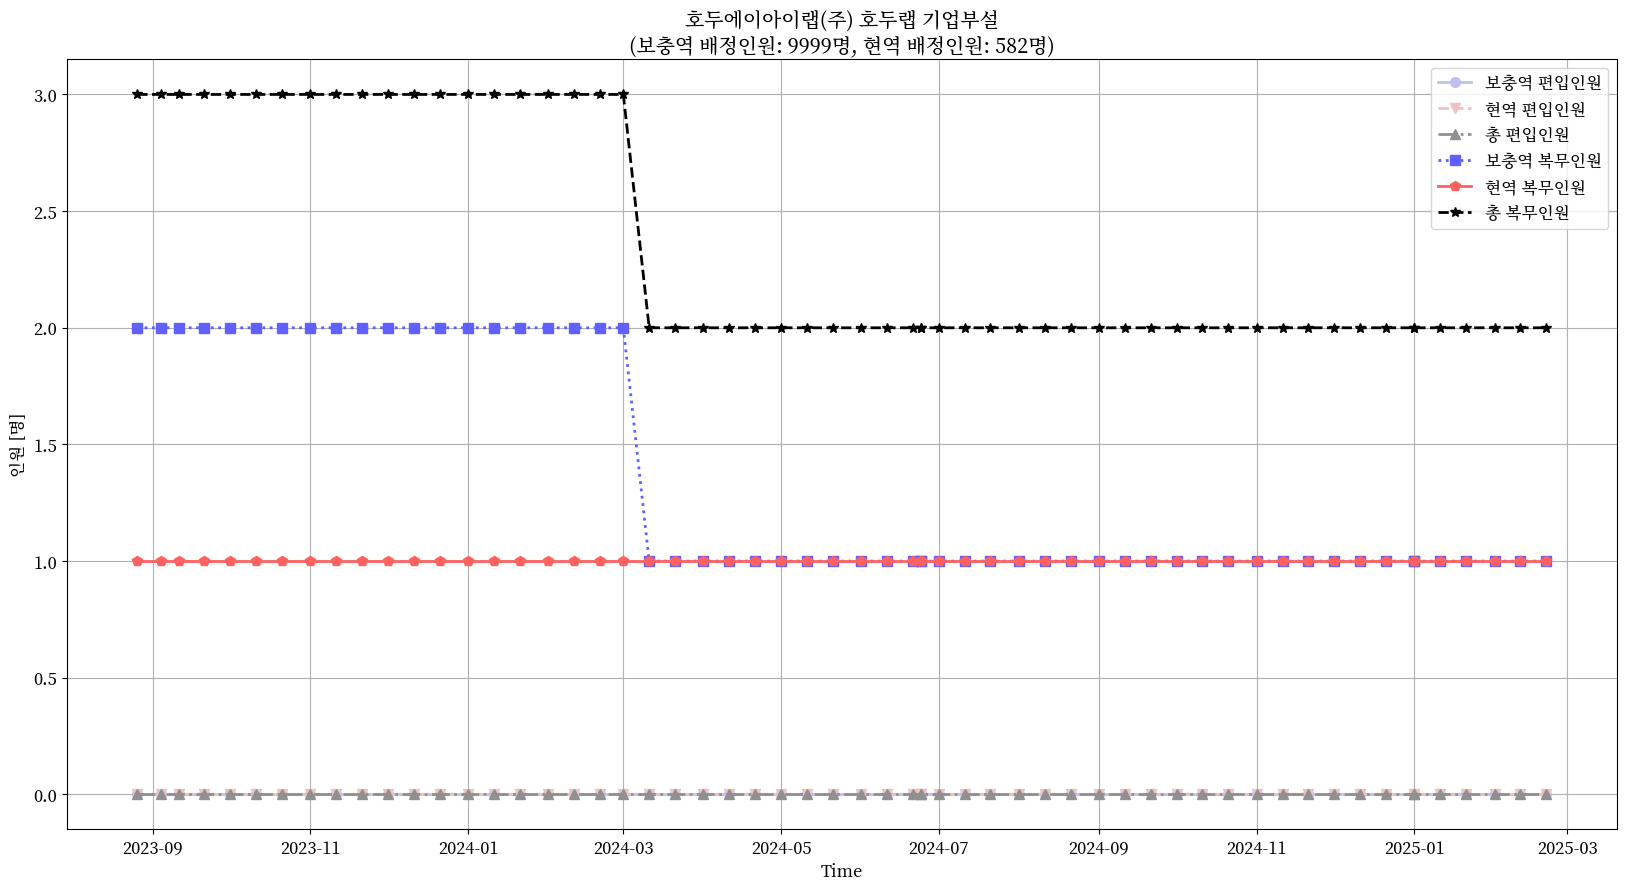 호두에이아이랩(주) 호두랩 기업부설
(보충역 배정인원: 9999명, 현역 배정인원: 582명)
보충역 편입인원
현역 편입인원
총 편입인원
보충역 복무인원
현역 복무인원
총 복무인원
3.0
2.5
2.0
1.5
1.0
0.5
0.0
인원 [명]
2023-09
2023-11
2024-01
2024-03
2024-05
2024-07
2024-09
2024-11
2025-01
2025-03
Time